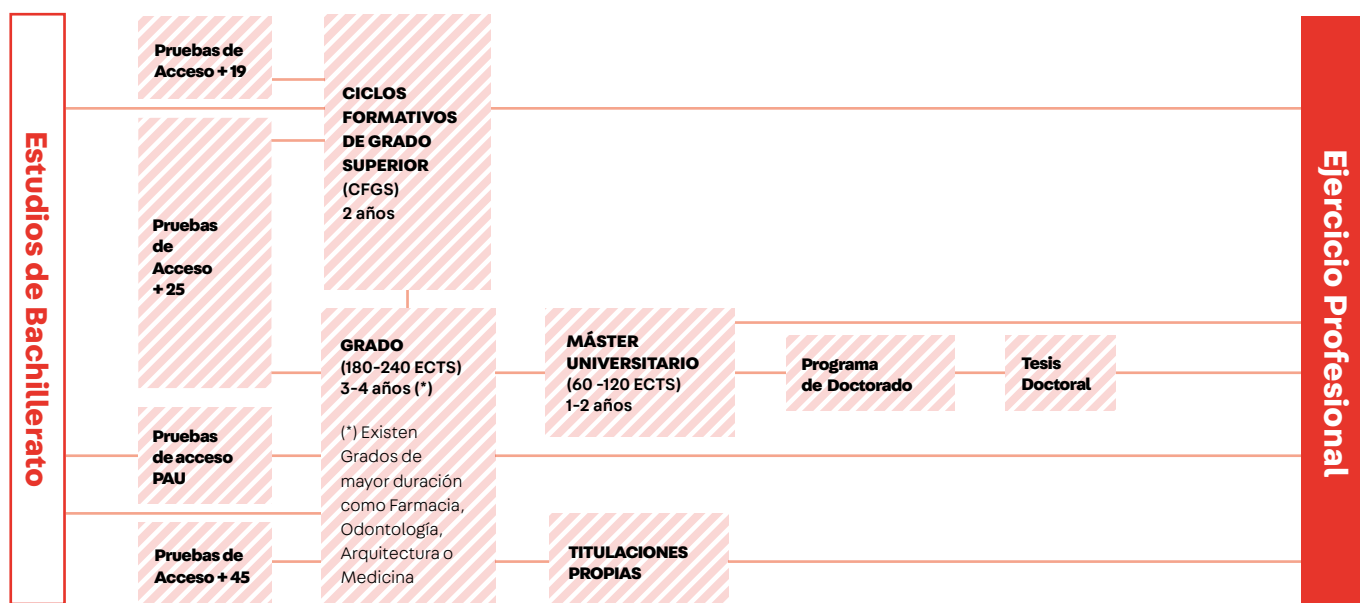 Estudios de Bachillerato
Pruebas de
Acceso + 19
Pruebas
de
Acceso
+ 25
Pruebas
de acceso
PAU
Pruebas de
Acceso + 45
CICLOS
FORMATIVOS
DE GRADO
SUPERIOR
(CFGS)
2 años
GRADO
(180-240 ECTS)
3-4 años (*)
(*) Existen
Grados de
mayor duración
como Farmacia,
Odontología,
Arquitectura o
Medicina
MÁSTER
UNIVERSITARIO
(60 -120 ECTS)
1-2 años
TITULACIONES
PROPIAS
Programa
de Doctorado
Tesis
Doctoral
Ejercicio Profesional